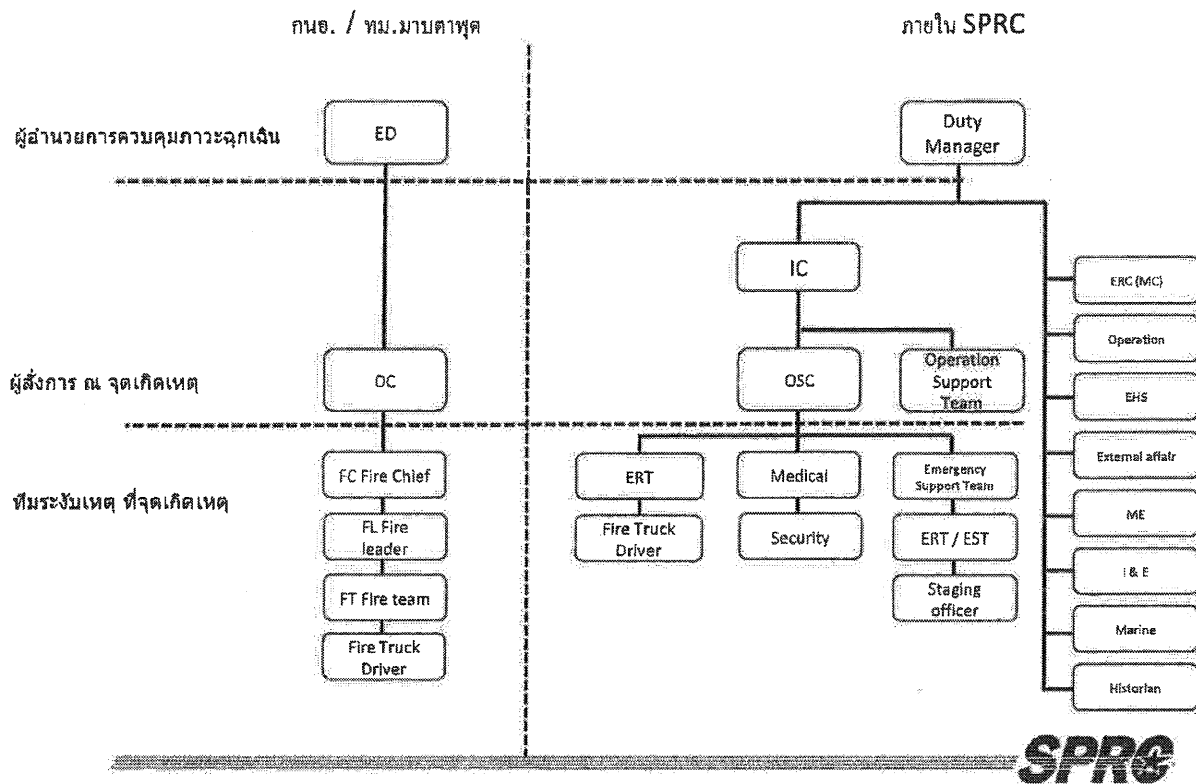 กนอ. / ทม.มาบตาพุด
ภายใน SPRC
ผู้อำนวยการควบคุมภาวะฉุกเฉิน
ED
Duty
Manager
IC
ERC (MC)
Operation
ผู้สั่งการ ณ จุดเกิดเหตุ
OC
OSC
Operation
Support
Team
EHS
External affair
ทีมระงับเหตุ ที่จุดเกิดเหตุ
FC Fire Chief
ERT
Medical
Emergency
Support Team
ME
FL Fire
leader
Fire Truck
Driver
Security
ERT / EST
I & E
FT Fire team
Staging
officer
Marine
Fire Truck
Driver
Historian
SPRC